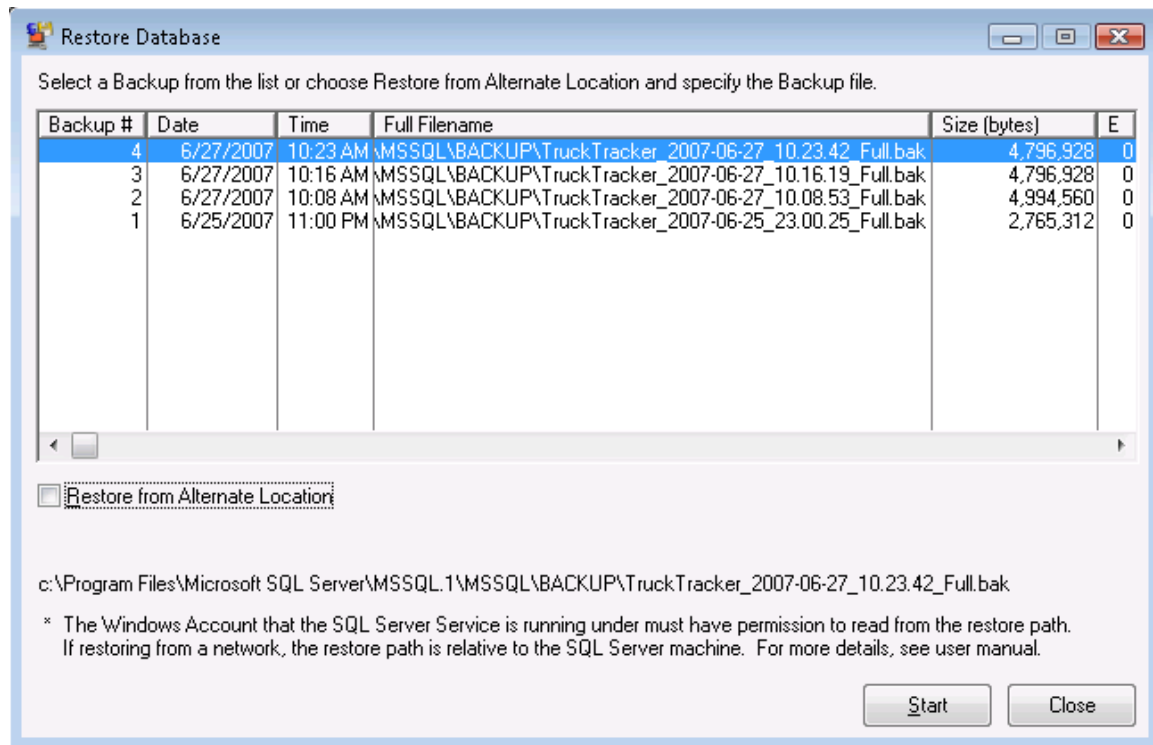 Restore Database
Select a Backup from the list or choose Restore from Alternate Location and specify the Backup file.
Backup # Date Time Full Filename Size (bytes) E
4 6/27/2007 10:23 AM \MSSQL\BACKUP\TruckTracker_2007-06-27_10.23.42_Full.bak 4,796,928 0
3 6/27/2007 10:16 AM \MSSQL\BACKUP\TruckTracker_2007-06-27_10.16.19_Full.bak 4,796,928 0
2 6/27/2007 10:08 AM \MSSQL\BACKUP\TruckTracker_2007-06-27_10.08.53_Full.bak 4,994,560 0
1 6/25/2007 11:00 PM \MSSQL\BACKUP\TruckTracker_2007-06-25_23.00.25_Full.bak 2,765,312 0
Restore from Alternate Location
c:\Program Files\Microsoft SQL Server\MSSQL.1\MSSQL\BACKUP\TruckTracker_2007-06-27_10.23.42_Full.bak
* The Windows Account that the SQL Server Service is running under must have permission to read from the restore path.
If restoring from a network, the restore path is relative to the SQL Server machine. For more details, see user manual.
Start Close